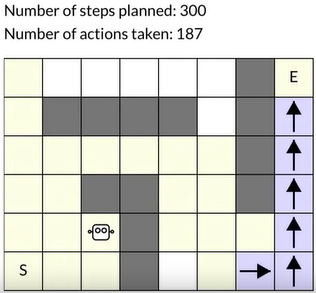 Number of steps planned: 300
Number of actions taken: 187
E
S